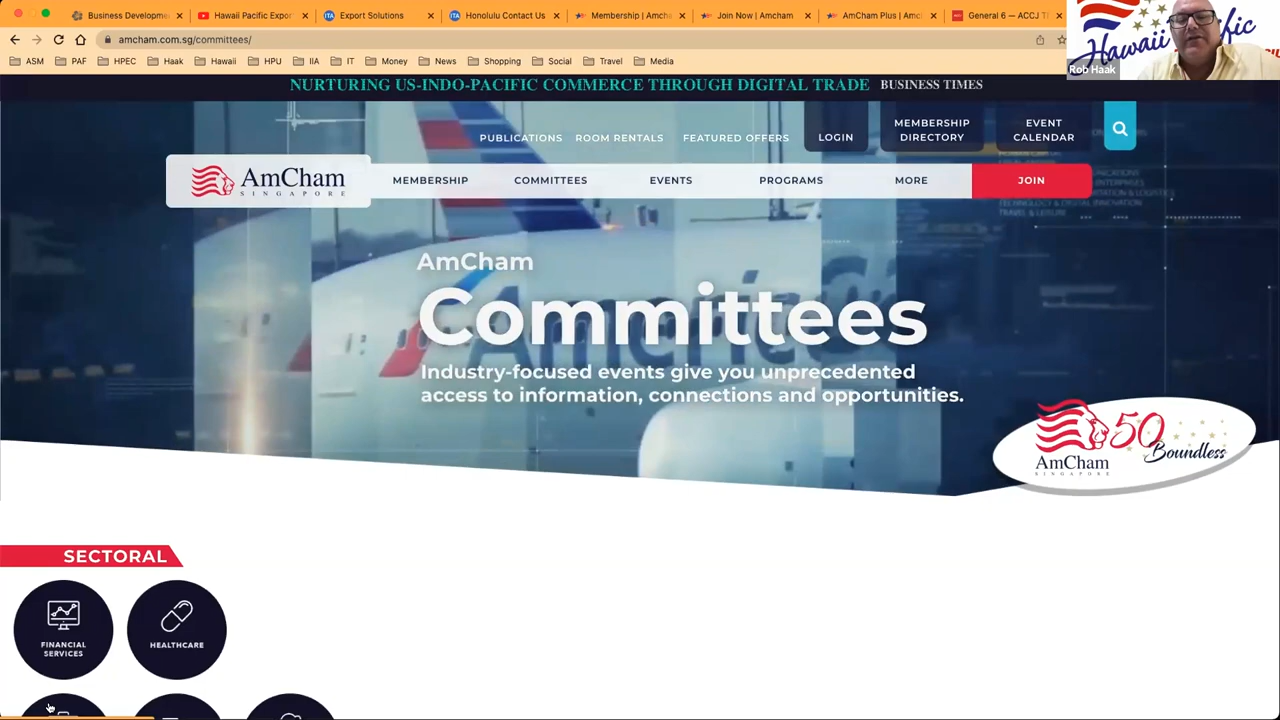 Business Developme
Hawaii Pacific Expor
Export Solutions
Honolulu Contact Us
Membership | Amcha
Join Now | Amcham
AmCham Plus | Amc
General 6 — ACCJ T
amcham.com.sg/committees/
ASM
PAF
HPEC
Haak
Hawaii
HPU
IIA
IT
Money
News
Shopping
Social
Travel
Media
Hawaii Pacific
Rob Haak
NURTURING US-INDO-PACIFIC COMMERCE THROUGH DIGITAL TRADE BUSINESS TIMES
PUBLICATIONS
ROOM RENTALS
FEATURED OFFERS
LOGIN
MEMBERSHIP
DIRECTORY
EVENT
CALENDAR
AmCham
SINGAPORE
MEMBERSHIP
COMMITTEES
EVENTS
PROGRAMS
MORE
JOIN
AmCham
Committees
Industry-focused events give you unprecedented
access to information, connections and opportunities.
American
AmCham
SINGAPORE
50
Boundless
SECTORAL
FINANCIAL
SERVICES
HEALTHCARE